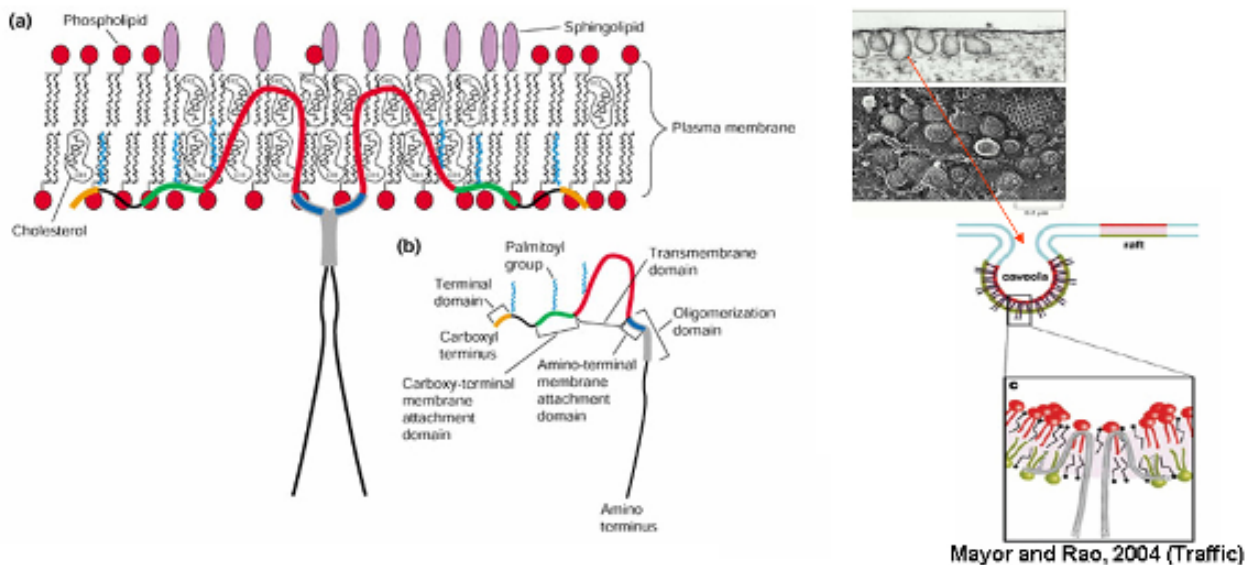 (a)
Phospholipid
Sphingolipid
Plasma membrane
Cholesterol
(b)
Palmitoyl
group
Transmembrane
domain
Terminal
domain
Oligomerization
domain
Carboxyl
terminus
Amino-terminal
membrane
attachment
domain
Carboxy-terminal
membrane
attachment
domain
Amino
terminus
raft
caveola
c
Mayor and Rao, 2004 (Traffic)